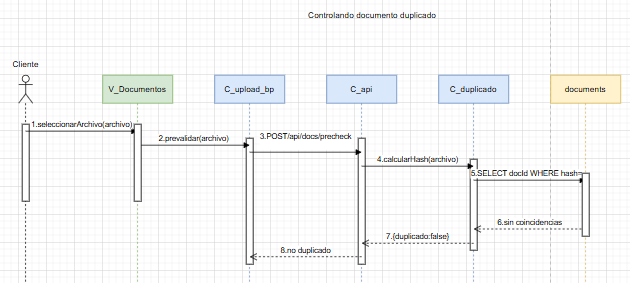 Controlando documento duplicado
Cliente
V_Documentos
C_upload_bp
C_api
C_duplicado
documents
1.seleccionarArchivo(archivo)
2.prevalidar(archivo)
3.POST/api/docs/precheck
4.calcularHash(archivo)
5.SELECT docId WHERE hash=
6.sin coincidencias
7.{duplicado:false}
8.no duplicado